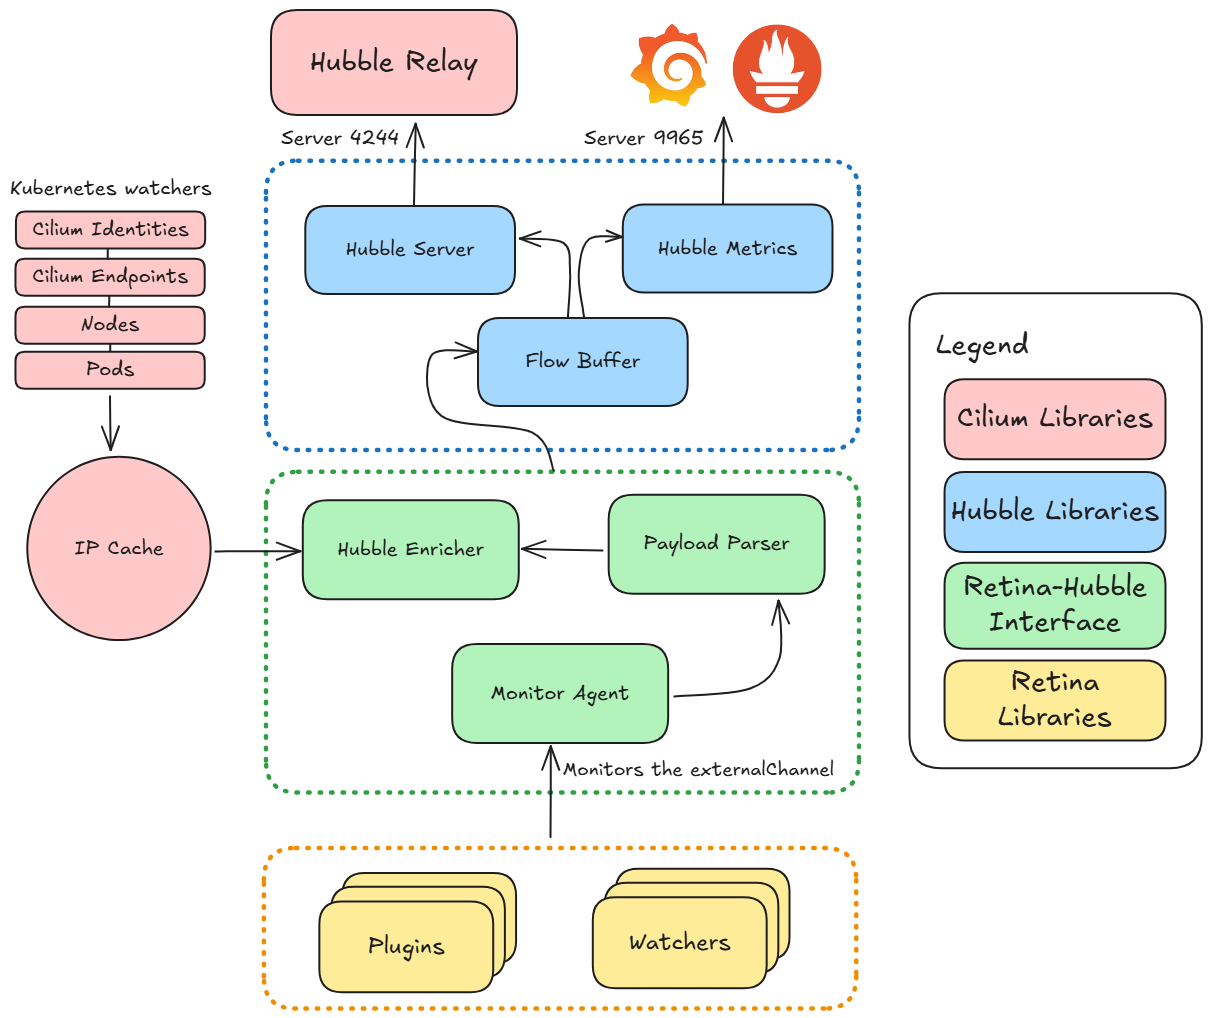 Hubble Relay
Server 4244
Server 9965
Kubernetes watchers
Cilium Identities
Cilium Endpoints
Nodes
Pods
IP Cache
Hubble Server
Hubble Metrics
Flow Buffer
Hubble Enricher
Payload Parser
Monitor Agent
Monitors the externalChannel
Plugins
Watchers
Legend
Cilium Libraries
Hubble Libraries
Retina-Hubble
Interface
Retina
Libraries